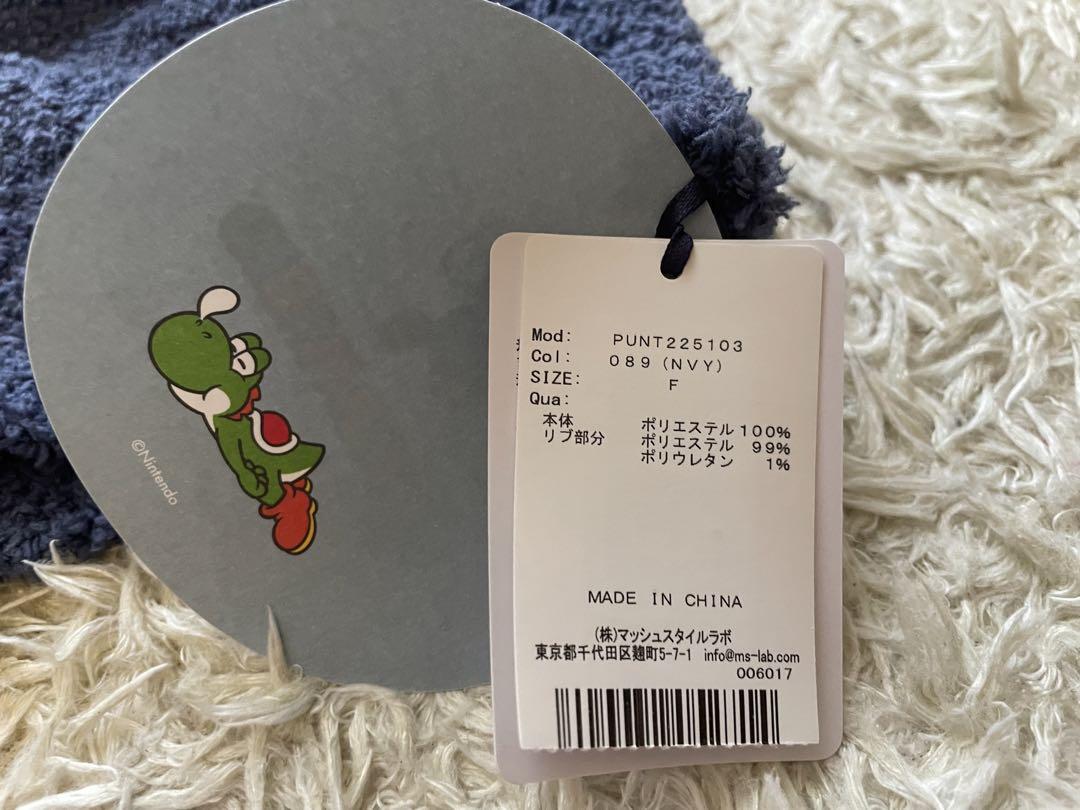 ©Nintendo
Mod: PUNT225103
Col: 089(NVY)
SIZE: F
Qua:
本体 ポリエステル 100%
リブ部分 ポリエステル 99%
ポリウレタン 1%
MADE IN CHINA
(株)マッシュスタイルラボ
東京都千代田区麹町5-7-1 info@ms-lab.com
006017